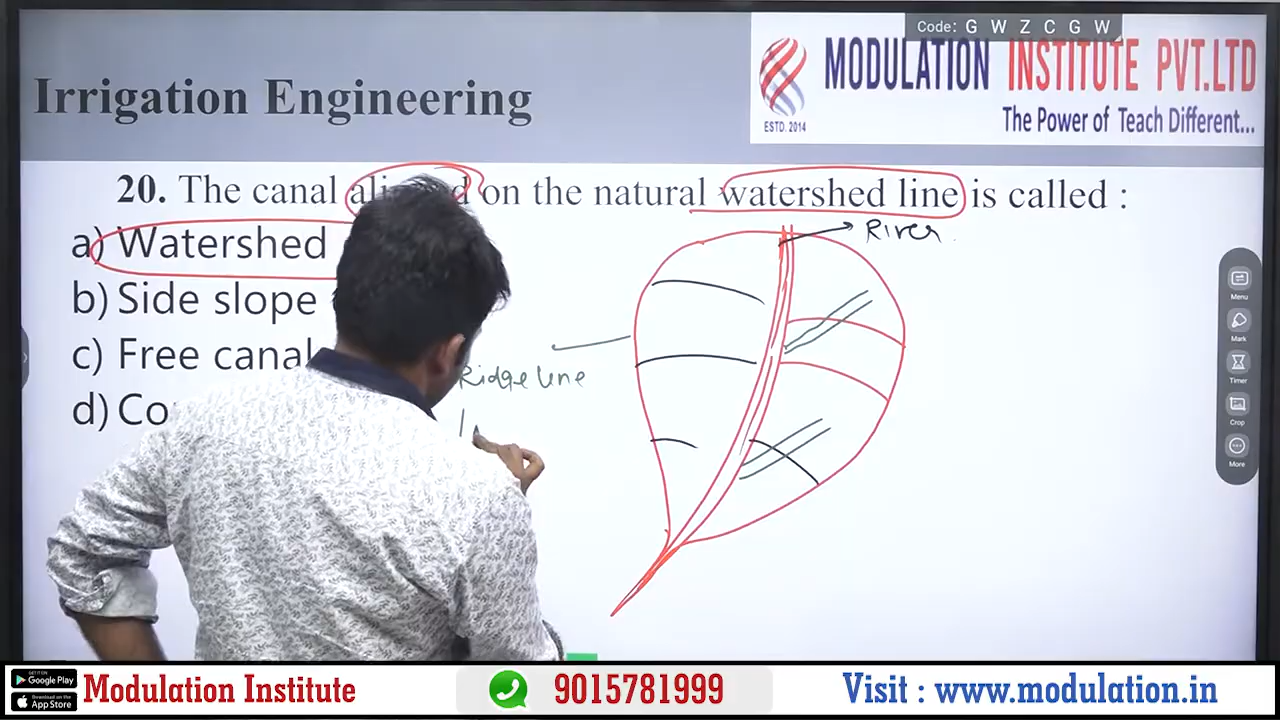 Code: G W Z C G W
MODULATION INSTITUTE PVT.LTD
The Power of Teach Different...
ESTD. 2014
Irrigation Engineering
20. The canal on the natural watershed line is called :
a) Watershed
b) Side slope
c) Free canal
d)
River
Ridge line
Menu
Mark
Timer
Crop
More
GET IT ON
Google Play
Download on the
App Store
Modulation Institute
9015781999
Visit : www.modulation.in